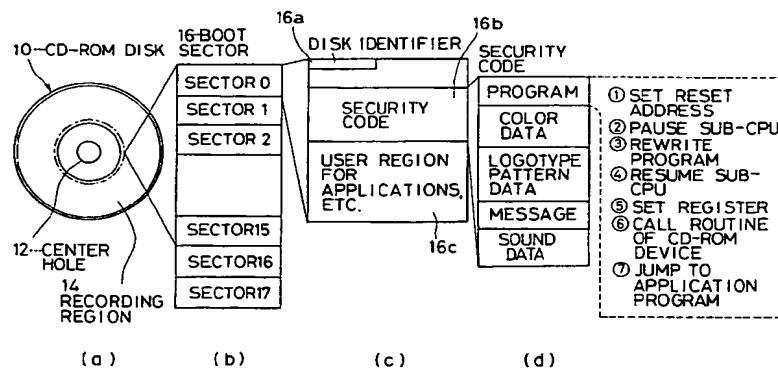 10--CD-ROM DISK
12---CENTER
HOLE
14
RECORDING
REGION
(a)
16-BOOT
SECTOR
SECTOR 0
SECTOR 1
SECTOR 2
SECTOR15
SECTOR16
SECTOR17
(b)
16a
DISK IDENTIFIER
16b
SECURITY
CODE
USER REGION
FOR
APPLICATIONS,
ETC.
16c
(c)
SECURITY
CODE
PROGRAM
COLOR
DATA
LOGOTYPE
PATTERN
DATA
MESSAGE
SOUND
DATA
(d)
① SET RESET
ADDRESS
② PAUSE SUB-CPU
③ REWRITE
PROGRAM
④ RESUME SUB-
CPU
⑤ SET REGISTER
⑥ CALL ROUTINE
OF CD-ROM
DEVICE
⑦ JUMP TO
APPLICATION
PROGRAM